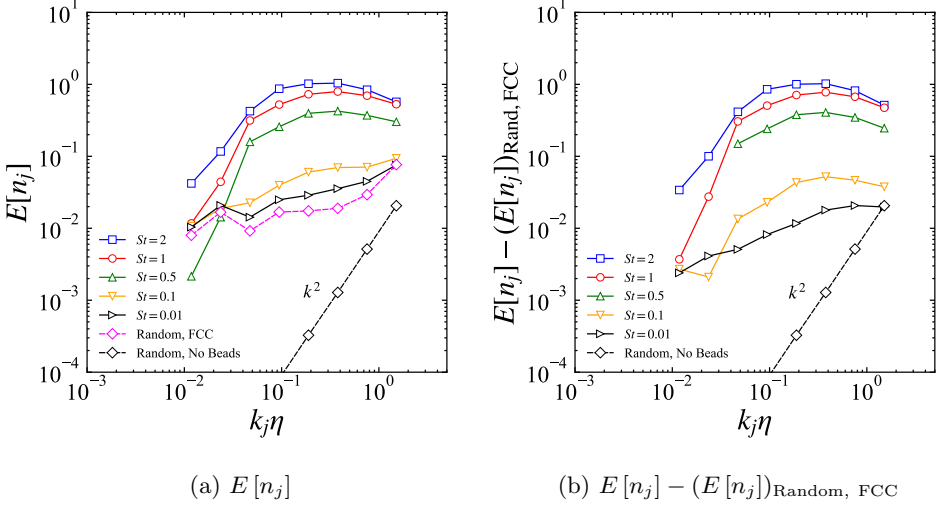 10^1
10^0
10^{-1}
10^{-2}
10^{-3}
10^{-4}
E[n_j]
St = 2
St = 1
St = 0.5
St = 0.1
St = 0.01
Random, FCC
Random, No Beads
k^2
10^{-3} 10^{-2} 10^{-1} 10^0
k_jη
(a) E [n_j]
10^1
10^0
10^{-1}
10^{-2}
10^{-3}
10^{-4}
E[n_j] − (E[n_j])_{Rand, FCC}
St = 2
St = 1
St = 0.5
St = 0.1
St = 0.01
Random, No Beads
k^2
10^{-3} 10^{-2} 10^{-1} 10^0
k_jη
(b) E [n_j] − (E [n_j])_{Random, FCC}